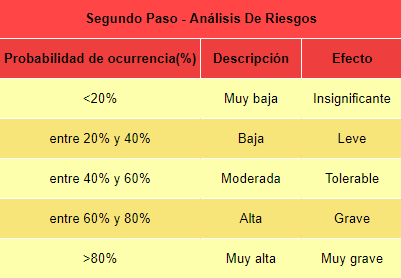 Segundo Paso - Análisis De Riesgos
Probabilidad de ocurrencia(%) Descripción Efecto
<20% Muy baja Insignificante
entre 20% y 40% Baja Leve
entre 40% y 60% Moderada Tolerable
entre 60% y 80% Alta Grave
>80% Muy alta Muy grave